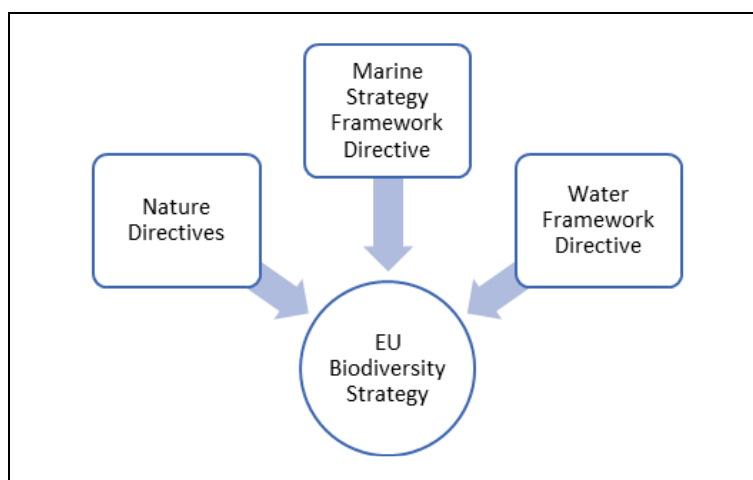 Marine
Strategy
Framework
Directive
Nature
Directives
Water
Framework
Directive
EU
Biodiversity
Strategy